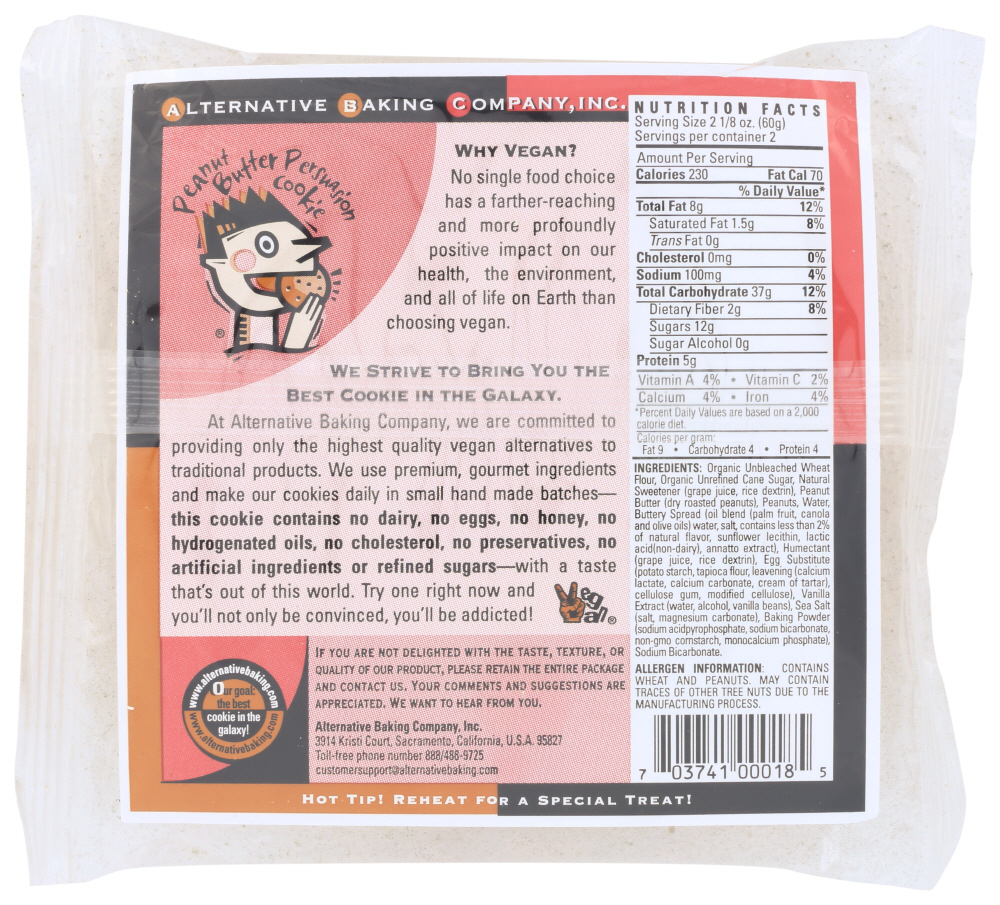 ALTERNATIVE BAKING COMPANY, INC.
Peanut
Butter Persuasion
Cookie
®
WHY VEGAN?
No single food choice
has a farther-reaching
and more profoundly
positive impact on our
health, the environment,
and all of life on Earth than
choosing vegan.
WE STRIVE TO BRING YOU THE
BEST COOKIE IN THE GALAXY.
At Alternative Baking Company, we are committed to
providing only the highest quality vegan alternatives to
traditional products. We use premium, gourmet ingredients
and make our cookies daily in small hand made batches—
this cookie contains no dairy, no eggs, no honey, no
hydrogenated oils, no cholesterol, no preservatives, no
artificial ingredients or refined sugars—with a taste
that's out of this world. Try one right now and
you'll not only be convinced, you'll be addicted!
Veg
al®
www.alternativebaking.com
Our goal:
the best
cookie in the
galaxy!
www.alternativebaking.com
IF YOU ARE NOT DELIGHTED WITH THE TASTE, TEXTURE, OR
QUALITY OF OUR PRODUCT, PLEASE RETAIN THE ENTIRE PACKAGE
AND CONTACT US. YOUR COMMENTS AND SUGGESTIONS ARE
APPRECIATED. WE WANT TO HEAR FROM YOU.
Alternative Baking Company, Inc.
3914 Kristi Court, Sacramento, California, U.S.A. 95827
Toll-free phone number 888/488-9725
customersupport@alternativebaking.com
HOT TIP! REHEAT FOR A SPECIAL TREAT!
NUTRITION FACTS
Serving Size 2 1/8 oz. (60g)
Servings per container 2
Amount Per Serving
Calories 230 Fat Cal 70
% Daily Value*
Total Fat 8g 12%
Saturated Fat 1.5g 8%
Trans Fat 0g
Cholesterol 0mg 0%
Sodium 100mg 4%
Total Carbohydrate 37g 12%
Dietary Fiber 2g 8%
Sugars 12g
Sugar Alcohol 0g
Protein 5g
Vitamin A 4% • Vitamin C 2%
Calcium 4% • Iron 4%
*Percent Daily Values are based on a 2,000
calorie diet.
Calories per gram:
Fat 9 • Carbohydrate 4 • Protein 4
INGREDIENTS: Organic Unbleached Wheat
Flour, Organic Unrefined Cane Sugar, Natural
Sweetener (grape juice, rice dextrin), Peanut
Butter (dry roasted peanuts), Peanuts, Water,
Buttery Spread (oil blend (palm fruit, canola
and olive oils) water, salt, contains less than 2%
of natural flavor, sunflower lecithin, lactic
acid(non-dairy), annatto extract), Humectant
(grape juice, rice dextrin), Egg Substitute
(potato starch, tapioca flour, leavening (calcium
lactate, calcium carbonate, cream of tartar),
cellulose gum, modified cellulose), Vanilla
Extract (water, alcohol, vanilla beans), Sea Salt
(salt, magnesium carbonate), Baking Powder
(sodium acidpyrophosphate, sodium bicarbonate,
non-gmo cornstarch, monocalcium phosphate),
Sodium Bicarbonate.
ALLERGEN INFORMATION: CONTAINS
WHEAT AND PEANUTS. MAY CONTAIN
TRACES OF OTHER TREE NUTS DUE TO THE
MANUFACTURING PROCESS.
7 03741 00018 5